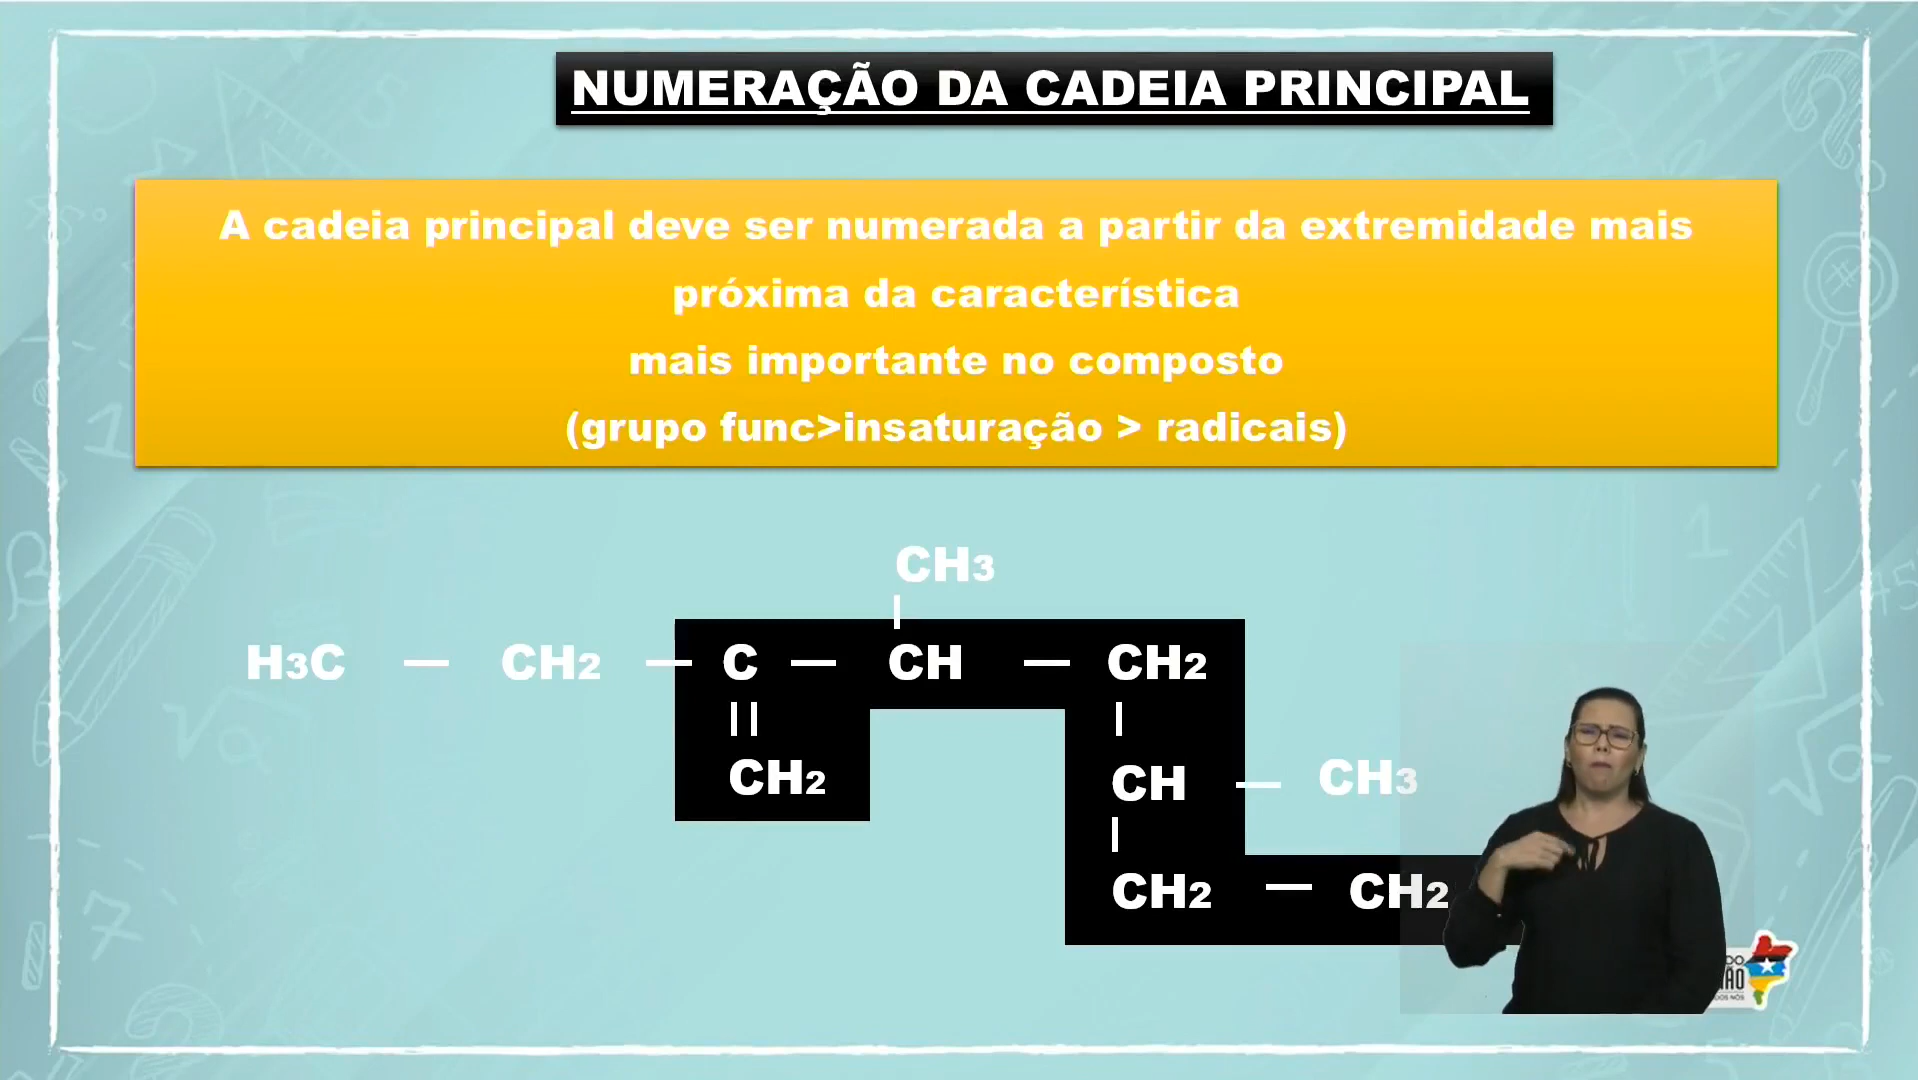 NUMERAÇÃO DA CADEIA PRINCIPAL
A cadeia principal deve ser numerada a partir da extremidade mais
próxima da característica
mais importante no composto
(grupo func>insaturação > radicais)
CH3
H3C — CH2 — C — CH — CH2
CH2
CH — CH3
CH2 — CH2